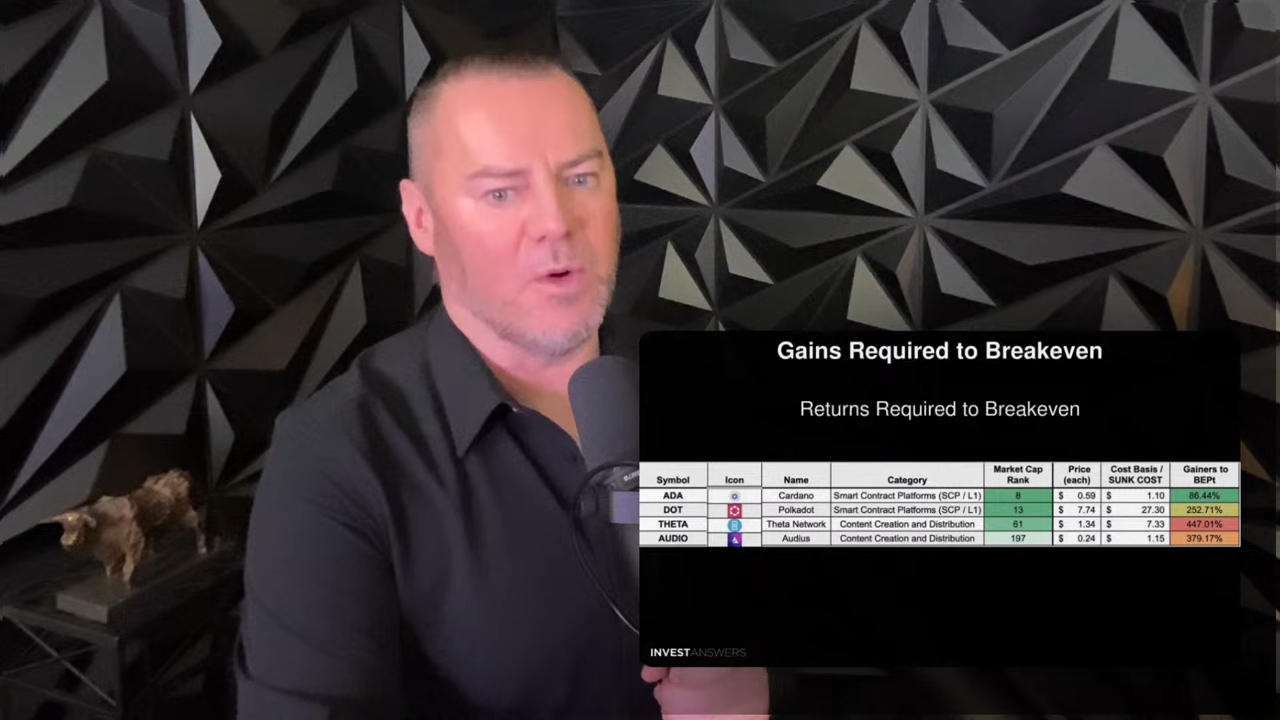 Gains Required to Breakeven
Returns Required to Breakeven
Symbol Icon Name Category Market Cap Rank Price (each) Cost Basis / SUNK COST Gainers to BEPt
ADA Cardano Smart Contract Platforms (SCP / L1) 8 $ 0.59 $ 1.10 86.44%
DOT Polkadot Smart Contract Platforms (SCP / L1) 13 $ 7.74 $ 27.30 252.71%
THETA Theta Network Content Creation and Distribution 61 $ 1.34 $ 7.33 447.01%
AUDIO Audius Content Creation and Distribution 197 $ 0.24 $ 1.15 379.17%
INVESTANSWERS